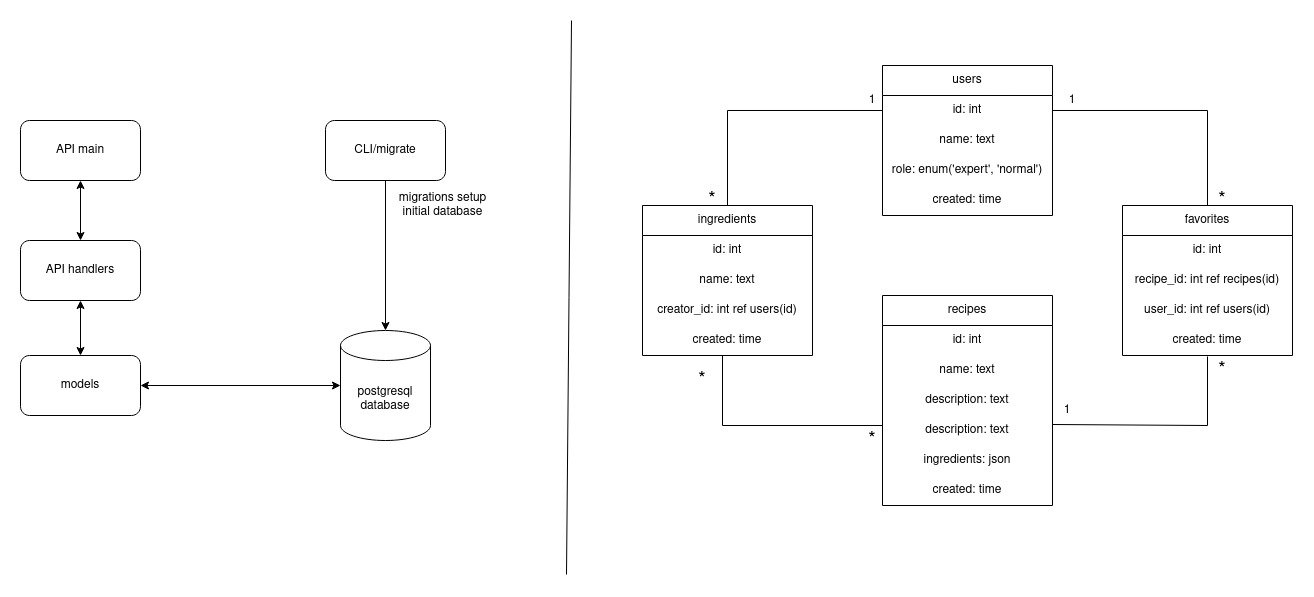 API main
CLI/migrate
migrations setup
initial database
API handlers
models
postgresql
database
users
id: int
name: text
role: enum('expert', 'normal')
created: time
1
1
*
*
ingredients
id: int
name: text
creator_id: int ref users(id)
created: time
favorites
id: int
recipe_id: int ref recipes(id)
user_id: int ref users(id)
created: time
*
*
recipes
id: int
name: text
description: text
description: text
ingredients: json
created: time
*
1